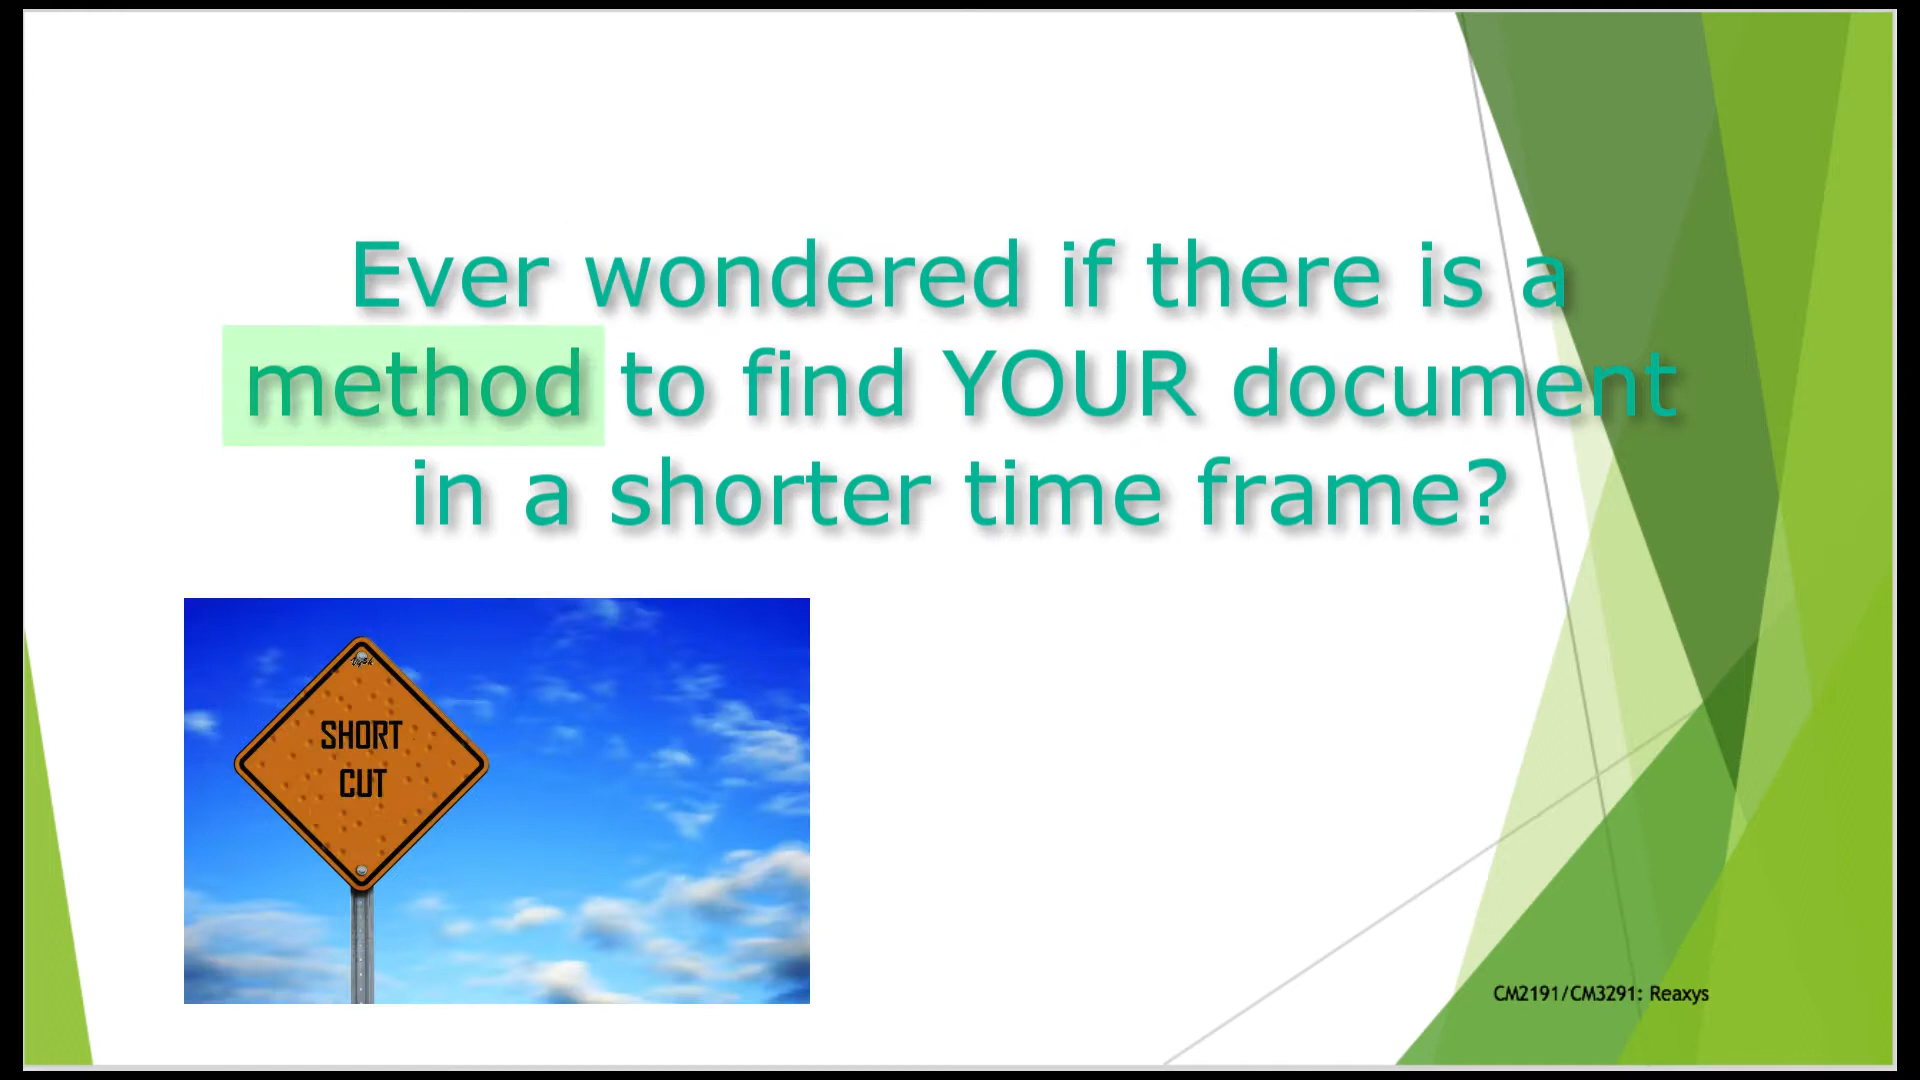 Ever wondered if there is a
method to find YOUR document
in a shorter time frame?
SHORT
CUT
CM2191/CM3291: Reaxys